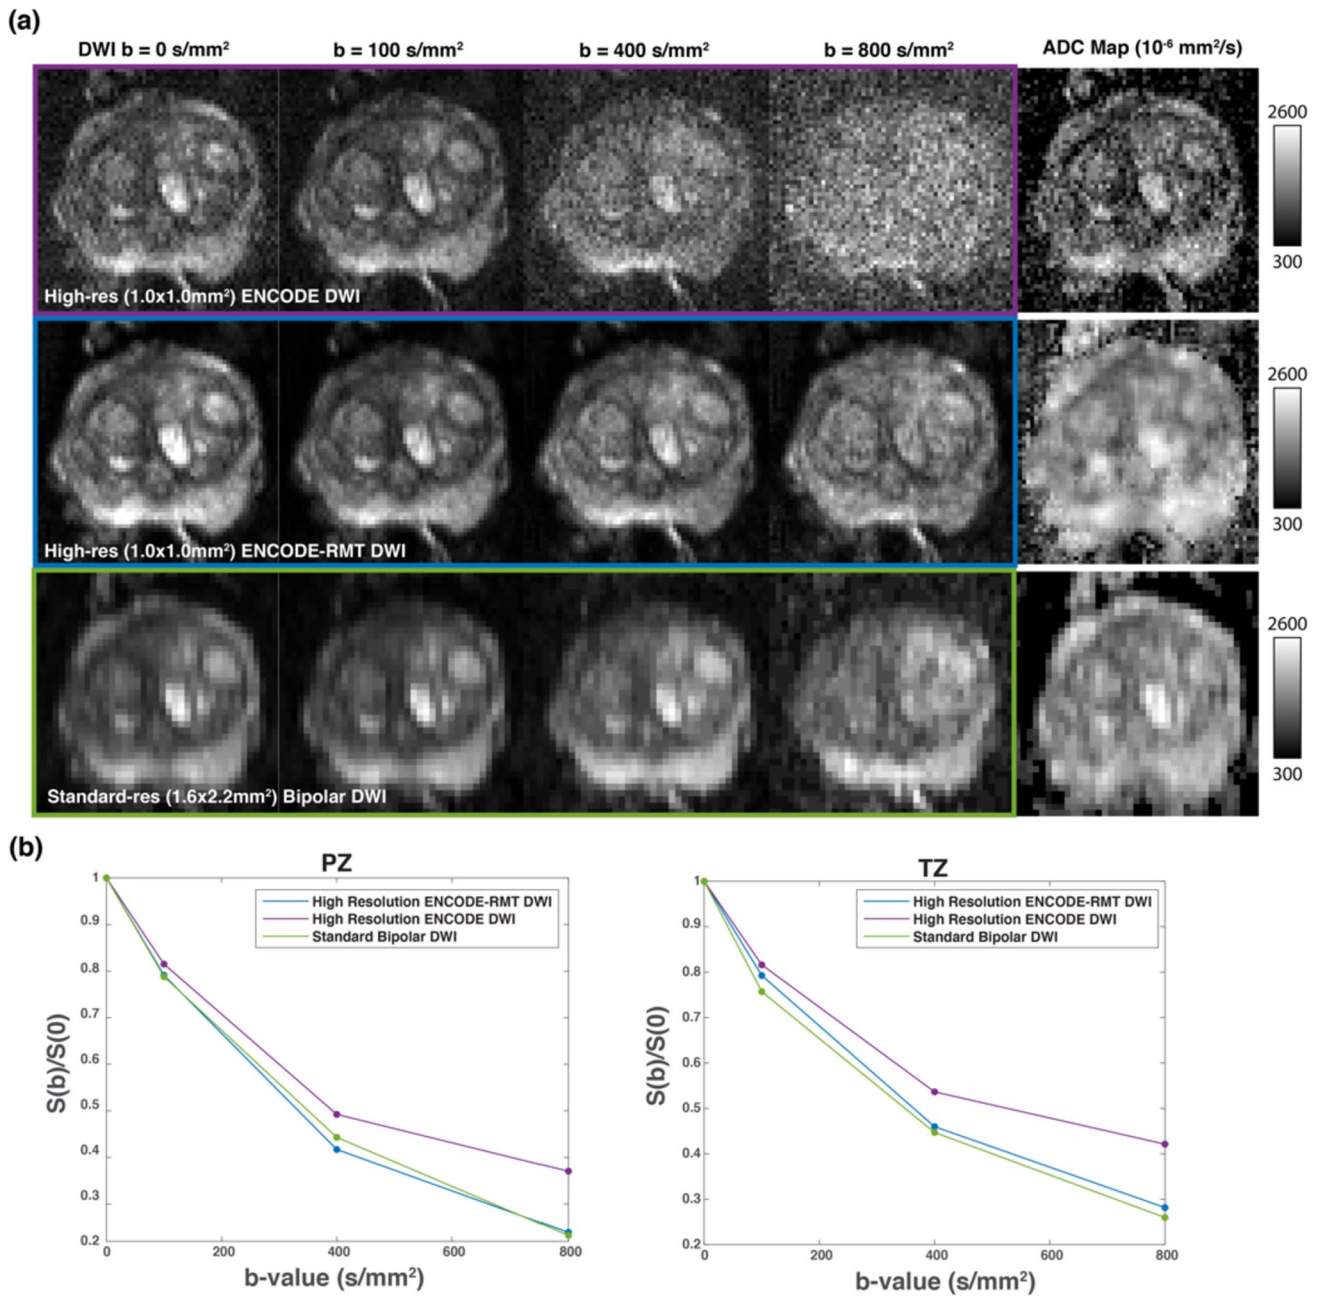 (a)
DWI b = 0 s/mm² b = 100 s/mm² b = 400 s/mm² b = 800 s/mm² ADC Map (10⁻⁶ mm²/s)
2600
300
High-res (1.0x1.0mm²) ENCODE DWI
2600
300
High-res (1.0x1.0mm²) ENCODE-RMT DWI
2600
300
Standard-res (1.6x2.2mm²) Bipolar DWI
(b)
PZ
High Resolution ENCODE-RMT DWI
High Resolution ENCODE DWI
Standard Bipolar DWI
S(b)/S(0)
1
0.9
0.8
0.7
0.6
0.5
0.4
0.3
0.2
0 200 400 600 800
b-value (s/mm²)
TZ
High Resolution ENCODE-RMT DWI
High Resolution ENCODE DWI
Standard Bipolar DWI
S(b)/S(0)
1
0.9
0.8
0.7
0.6
0.5
0.4
0.3
0.2
0 200 400 600 800
b-value (s/mm²)